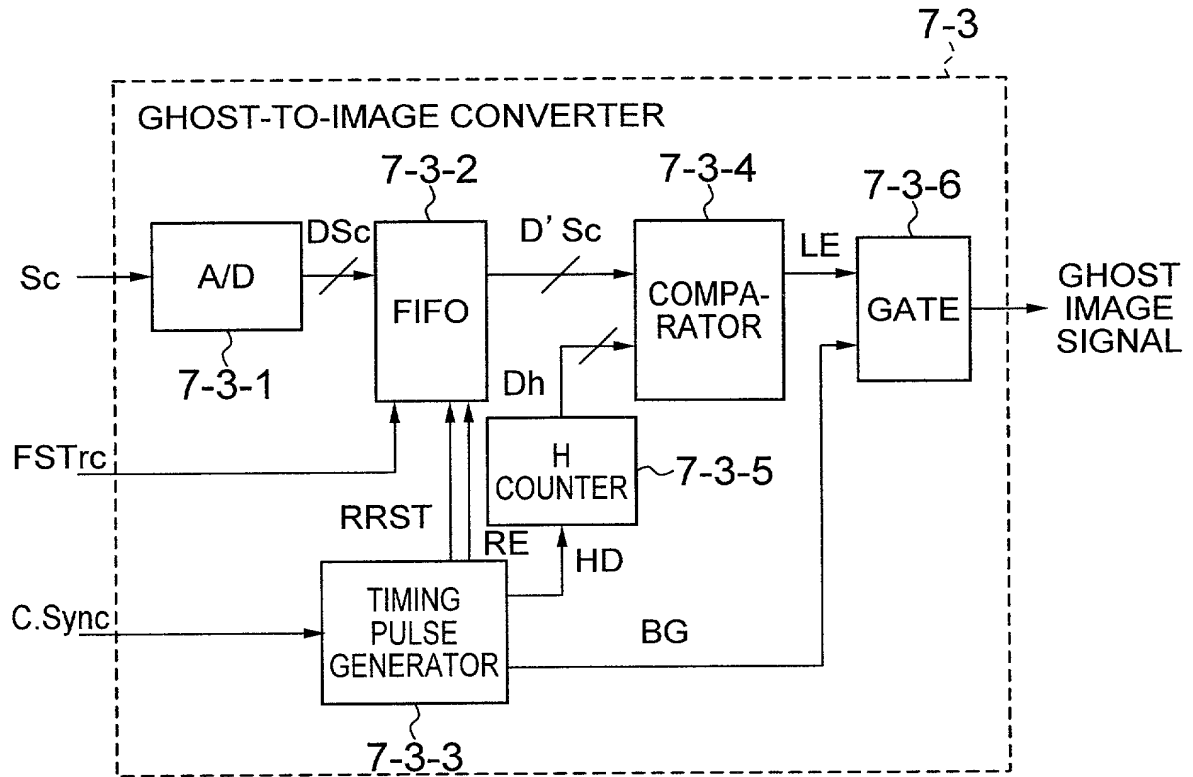 7-3
GHOST-TO-IMAGE CONVERTER
7-3-2
7-3-4
7-3-6
DSc
D' Sc
LE
Sc
A/D
FIFO
COMPA-
RATOR
GATE
GHOST
IMAGE
SIGNAL
7-3-1
Dh
FSTrc
H
COUNTER
7-3-5
RRST
RE
HD
C.Sync
TIMING
PULSE
GENERATOR
BG
7-3-3